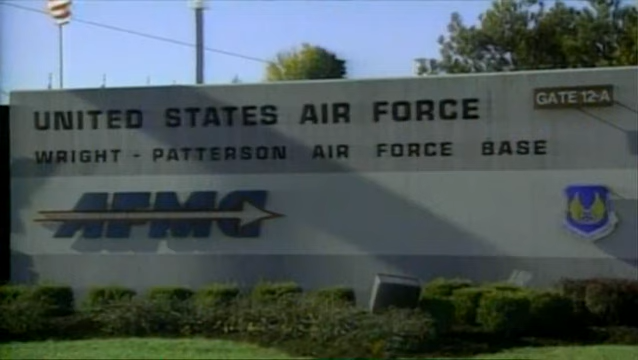 UNITED STATES AIR FORCE
GATE 12-A
WRIGHT - PATTERSON AIR FORCE BASE
AFMC